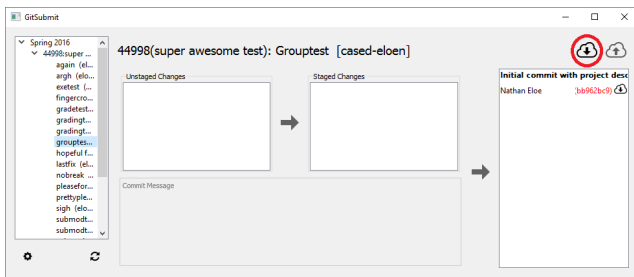 GitSubmit
Spring 2016
44998:super ...
again (el...
argh (elo...
exetest (...
fingercro...
gradetest...
gradingt...
gradingt...
grouptes...
hopeful f...
lastfix (el...
nobreak ...
pleasefor...
prettyple...
sigh (elo...
submodt...
submodt...
44998(super awesome test): Grouptest [cased-eloen]
Unstaged Changes
Staged Changes
Commit Message
Initial commit with project desc
Nathan Eloe (bb962bc9)